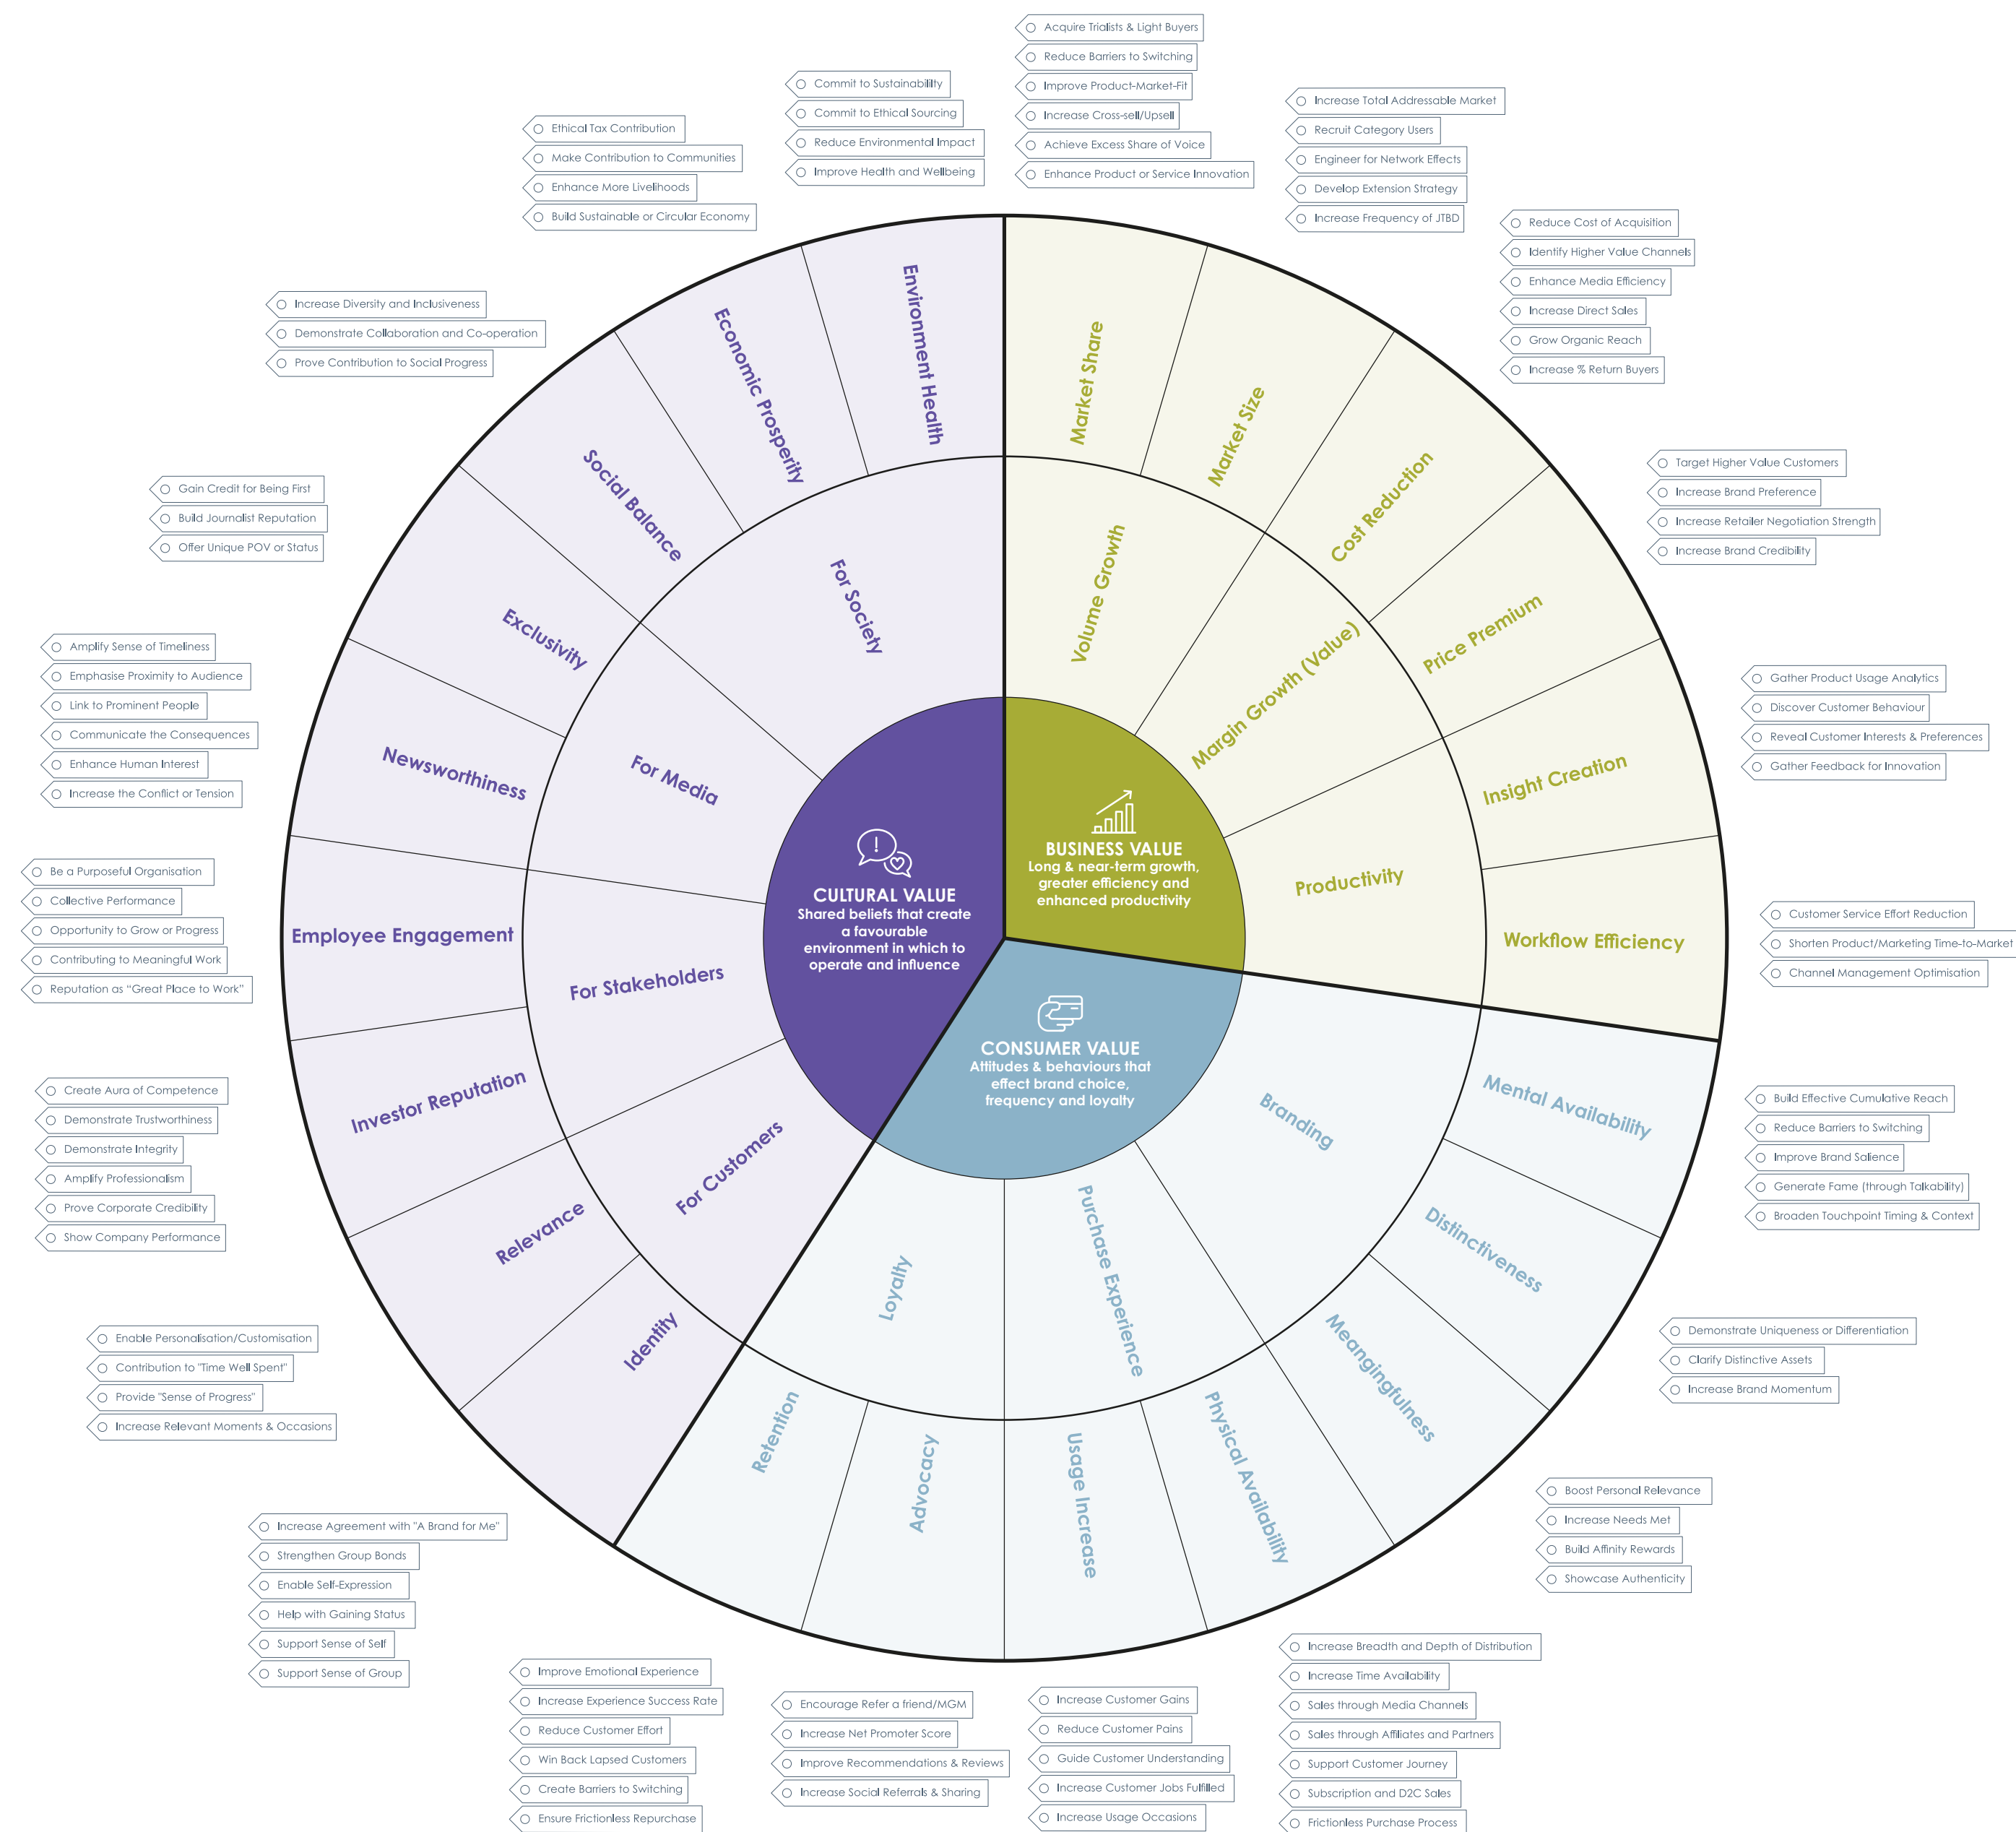 Acquire Trialists & Light Buyers
Reduce Barriers to Switching
Improve Product-Market-Fit
Increase Cross-sell/Upsell
Achieve Excess Share of Voice
Enhance Product or Service Innovation
Increase Total Addressable Market
Recruit Category Users
Engineer for Network Effects
Develop Extension Strategy
Increase Frequency of JTBD
Reduce Cost of Acquisition
Identify Higher Value Channels
Enhance Media Efficiency
Increase Direct Sales
Grow Organic Reach
Increase % Return Buyers
Target Higher Value Customers
Increase Brand Preference
Increase Retailer Negotiation Strength
Increase Brand Credibility
Gather Product Usage Analytics
Discover Customer Behaviour
Reveal Customer Interests & Preferences
Gather Feedback for Innovation
Customer Service Effort Reduction
Shorten Product/Marketing Time-to-Market
Channel Management Optimisation
Build Effective Cumulative Reach
Reduce Barriers to Switching
Improve Brand Salience
Generate Fame (through Talkability)
Broaden Touchpoint Timing & Context
Demonstrate Uniqueness or Differentiation
Clarify Distinctive Assets
Increase Brand Momentum
Boost Personal Relevance
Increase Needs Met
Build Affinity Rewards
Showcase Authenticity
Increase Breadth and Depth of Distribution
Increase Time Availability
Sales through Media Channels
Sales through Affiliates and Partners
Support Customer Journey
Subscription and D2C Sales
Frictionless Purchase Process
Increase Customer Gains
Reduce Customer Pains
Guide Customer Understanding
Increase Customer Jobs Fulfilled
Increase Usage Occasions
Encourage Refer a friend/MGM
Increase Net Promoter Score
Improve Recommendations & Reviews
Increase Social Referrals & Sharing
Improve Emotional Experience
Increase Experience Success Rate
Reduce Customer Effort
Win Back Lapsed Customers
Create Barriers to Switching
Ensure Frictionless Repurchase
Increase Agreement with "A Brand for Me"
Strengthen Group Bonds
Enable Self-Expression
Help with Gaining Status
Support Sense of Self
Support Sense of Group
Enable Personalisation/Customisation
Contribution to "Time Well Spent"
Provide "Sense of Progress"
Increase Relevant Moments & Occasions
Create Aura of Competence
Demonstrate Trustworthiness
Demonstrate Integrity
Amplify Professionalism
Prove Corporate Credibility
Show Company Performance
Be a Purposeful Organisation
Collective Performance
Opportunity to Grow or Progress
Contributing to Meaningful Work
Reputation as “Great Place to Work”
Amplify Sense of Timeliness
Emphasise Proximity to Audience
Link to Prominent People
Communicate the Consequences
Enhance Human Interest
Increase the Conflict or Tension
Gain Credit for Being First
Build Journalist Reputation
Offer Unique POV or Status
Increase Diversity and Inclusiveness
Demonstrate Collaboration and Co-operation
Prove Contribution to Social Progress
Ethical Tax Contribution
Make Contribution to Communities
Enhance More Livelihoods
Build Sustainable or Circular Economy
Commit to Sustainability
Commit to Ethical Sourcing
Reduce Environmental Impact
Improve Health and Wellbeing
Market Share
Market Size
Cost Reduction
Price Premium
Insight Creation
Workflow Efficiency
Mental Availability
Distinctiveness
Meangingfulness
Physical Availability
Usage Increase
Advocacy
Retention
Identity
Relevance
Investor Reputation
Employee Engagement
Newsworthiness
Exclusivity
Social Balance
Economic Prosperity
Environment Health
Volume Growth
Margin Growth (Value)
Productivity
Branding
Purchase Experience
Loyalty
For Customers
For Stakeholders
For Media
For Society
BUSINESS VALUE
Long & near-term growth,
greater efficiency and
enhanced productivity
CONSUMER VALUE
Attitudes & behaviours that
effect brand choice,
frequency and loyalty
CULTURAL VALUE
Shared beliefs that create
a favourable
environment in which to
operate and influence